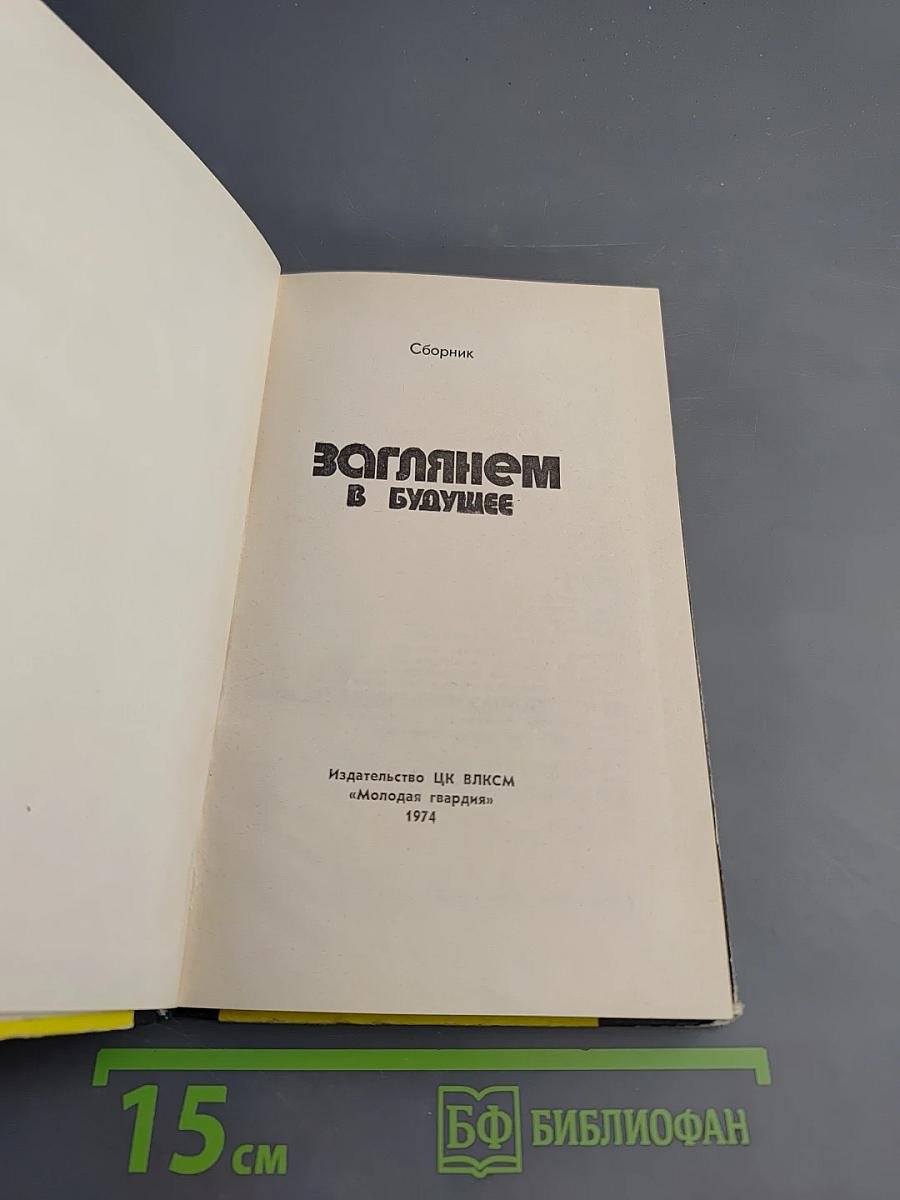 Сборник
заглянем
в будущее
Издательство ЦК ВЛКСМ
«Молодая гвардия»
1974
15 см
БФ БИБЛИОФАН